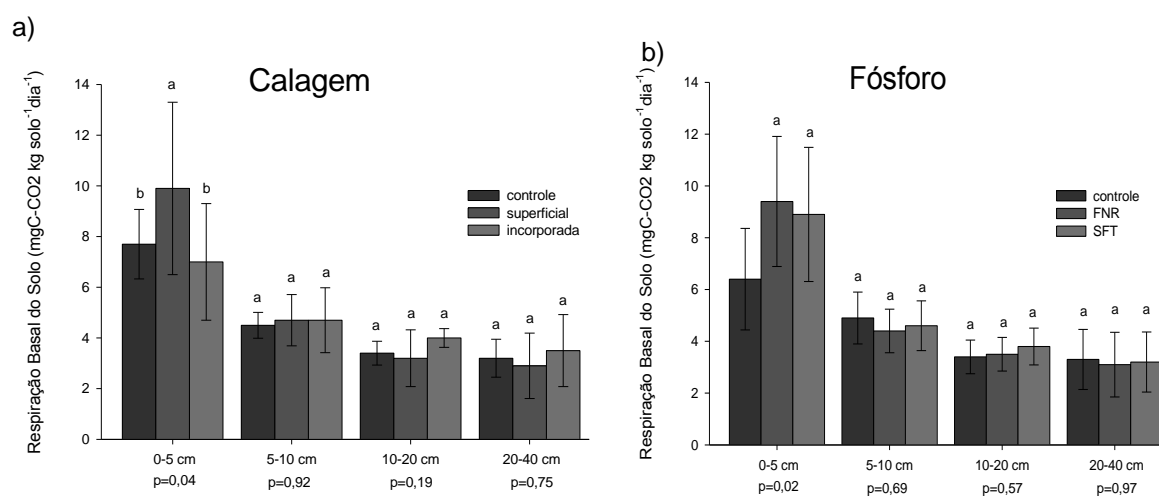 a)
Calagem
Respiração Basal do Solo (mgC-CO2 kg solo⁻¹dia⁻¹)
14
12
10
8
6
4
2
0
b a b
a a a
a a a
a a a
controle
superficial
incorporada
0-5 cm 5-10 cm 10-20 cm 20-40 cm
p=0,04 p=0,92 p=0,19 p=0,75
b)
Fósforo
Respiração Basal do Solo (mgC-CO2 kg solo⁻¹dia⁻¹)
14
12
10
8
6
4
2
0
a a
a a a
a a a
a a a
controle
FNR
SFT
0-5 cm 5-10 cm 10-20 cm 20-40 cm
p=0,02 p=0,69 p=0,57 p=0,97